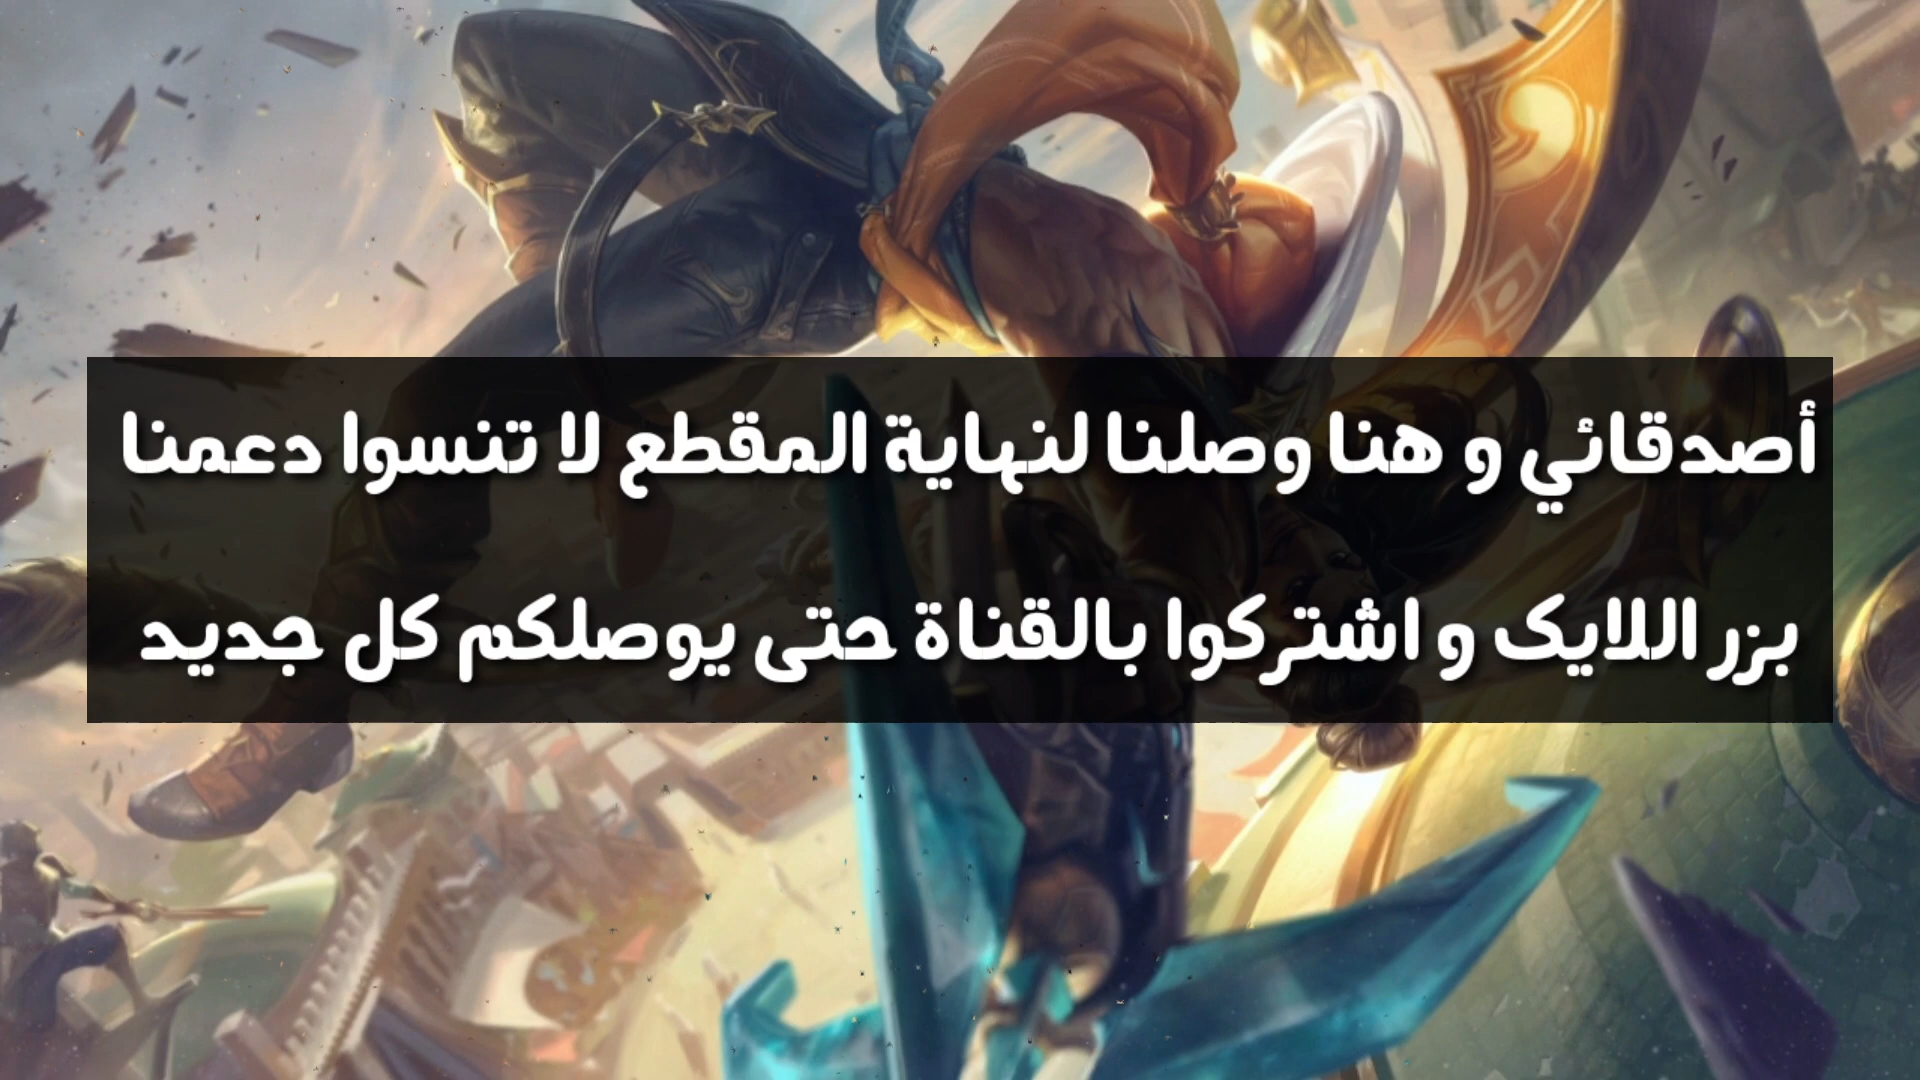 أصدقائي و هنا وصلنا لنهاية المقطع لا تنسوا دعمنا
بزر اللايك و اشتركوا بالقناة حتى يوصلكم كل جديد